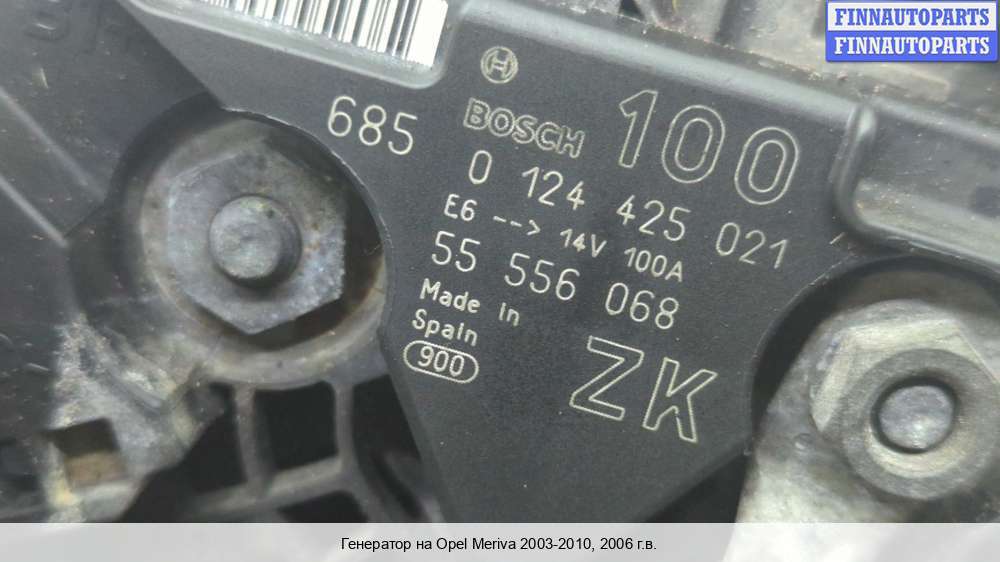 FINNAUTOPARTS
FINNAUTOPARTS
BOSCH
100
685
0 124 425 021
E6 --> 14V 100A
55 556 068
Made in
Spain
900
ZK
Генератор на Opel Meriva 2003-2010, 2006 г.в.